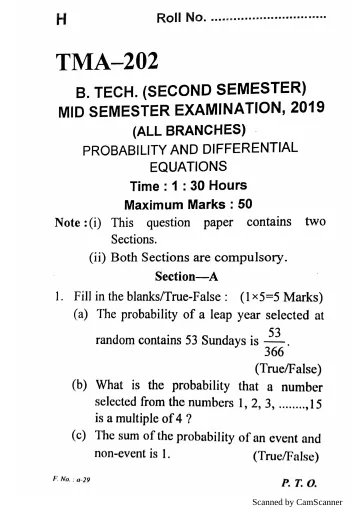 H Roll No. ................................
TMA–202
B. TECH. (SECOND SEMESTER)
MID SEMESTER EXAMINATION, 2019
(ALL BRANCHES)
PROBABILITY AND DIFFERENTIAL
EQUATIONS
Time : 1 : 30 Hours
Maximum Marks : 50
Note : (i) This question paper contains two
Sections.
(ii) Both Sections are compulsory.
Section—A
1. Fill in the blanks/True-False : (1×5=5 Marks)
(a) The probability of a leap year selected at
random contains 53 Sundays is 53/366.
(True/False)
(b) What is the probability that a number
selected from the numbers 1, 2, 3, ........,15
is a multiple of 4 ?
(c) The sum of the probability of an event and
non-event is 1. (True/False)
F. No. : a-29 P. T. O.
Scanned by CamScanner